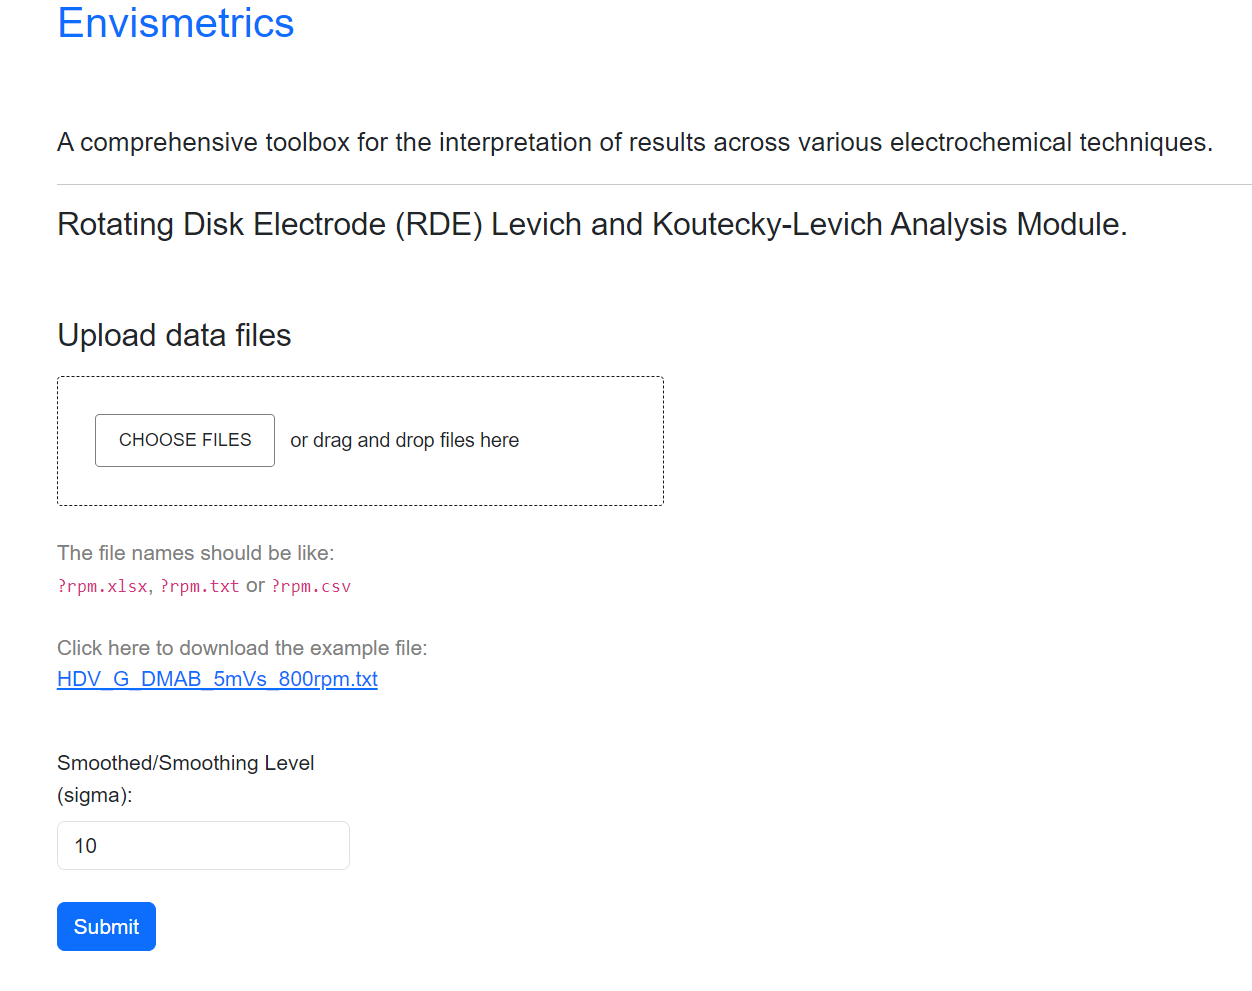 Envismetrics
A comprehensive toolbox for the interpretation of results across various electrochemical techniques.
Rotating Disk Electrode (RDE) Levich and Koutecky-Levich Analysis Module.
Upload data files
CHOOSE FILES or drag and drop files here
The file names should be like:
?rpm.xlsx, ?rpm.txt or ?rpm.csv
Click here to download the example file:
HDV_G_DMAB_5mVs_800rpm.txt
Smoothed/Smoothing Level
(sigma):
10
Submit